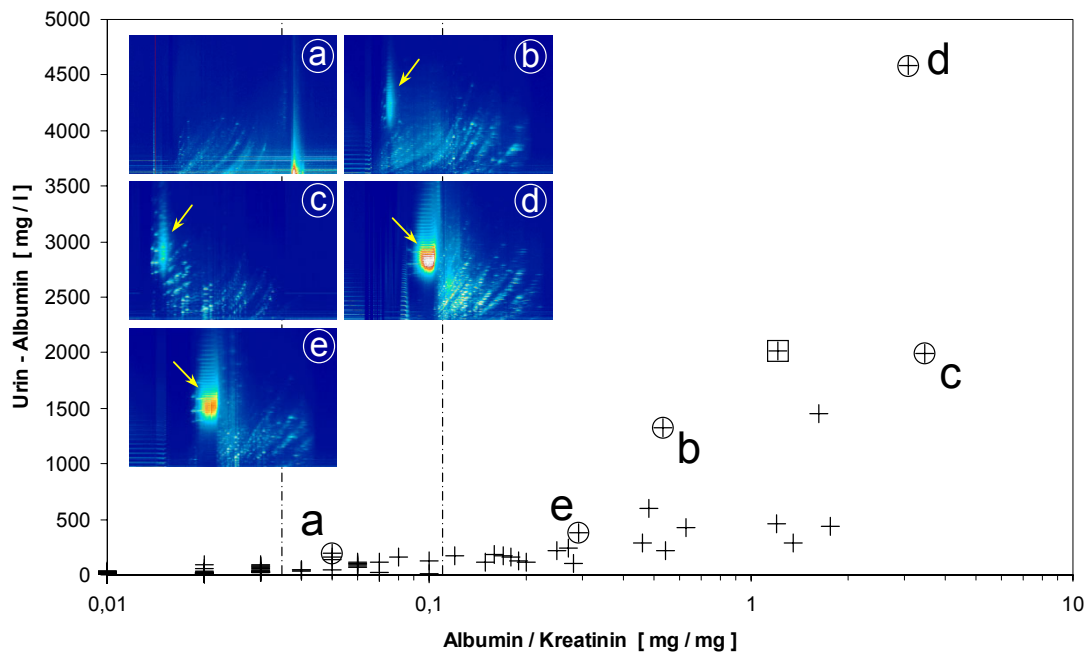 Urin - Albumin [ mg / l ]
5000
4500
4000
3500
3000
2500
2000
1500
1000
500
0
a
b
c
d
e
d
c
b
e
a
0,01
0,1
1
10
Albumin / Kreatinin [ mg / mg ]